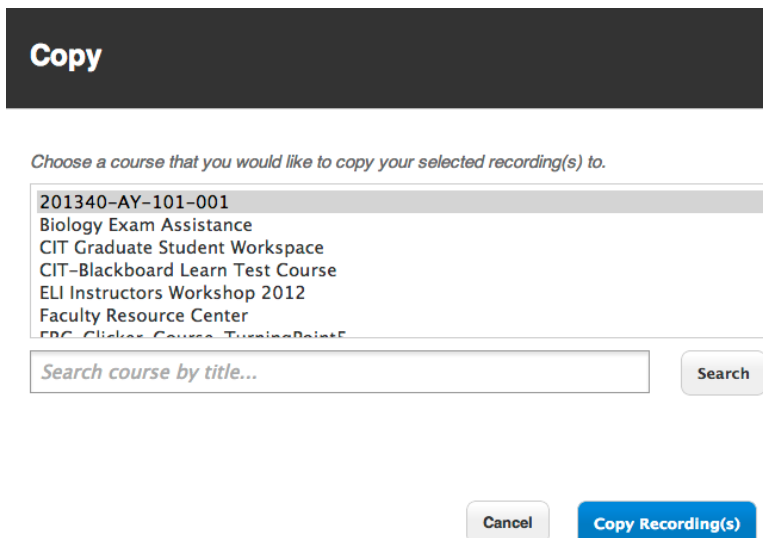 Copy
Choose a course that you would like to copy your selected recording(s) to.
201340-AY-101-001
Biology Exam Assistance
CIT Graduate Student Workspace
CIT-Blackboard Learn Test Course
ELI Instructors Workshop 2012
Faculty Resource Center
FRC_Clicker_Course_TurningPoint5
Search course by title...
Search
Cancel
Copy Recording(s)